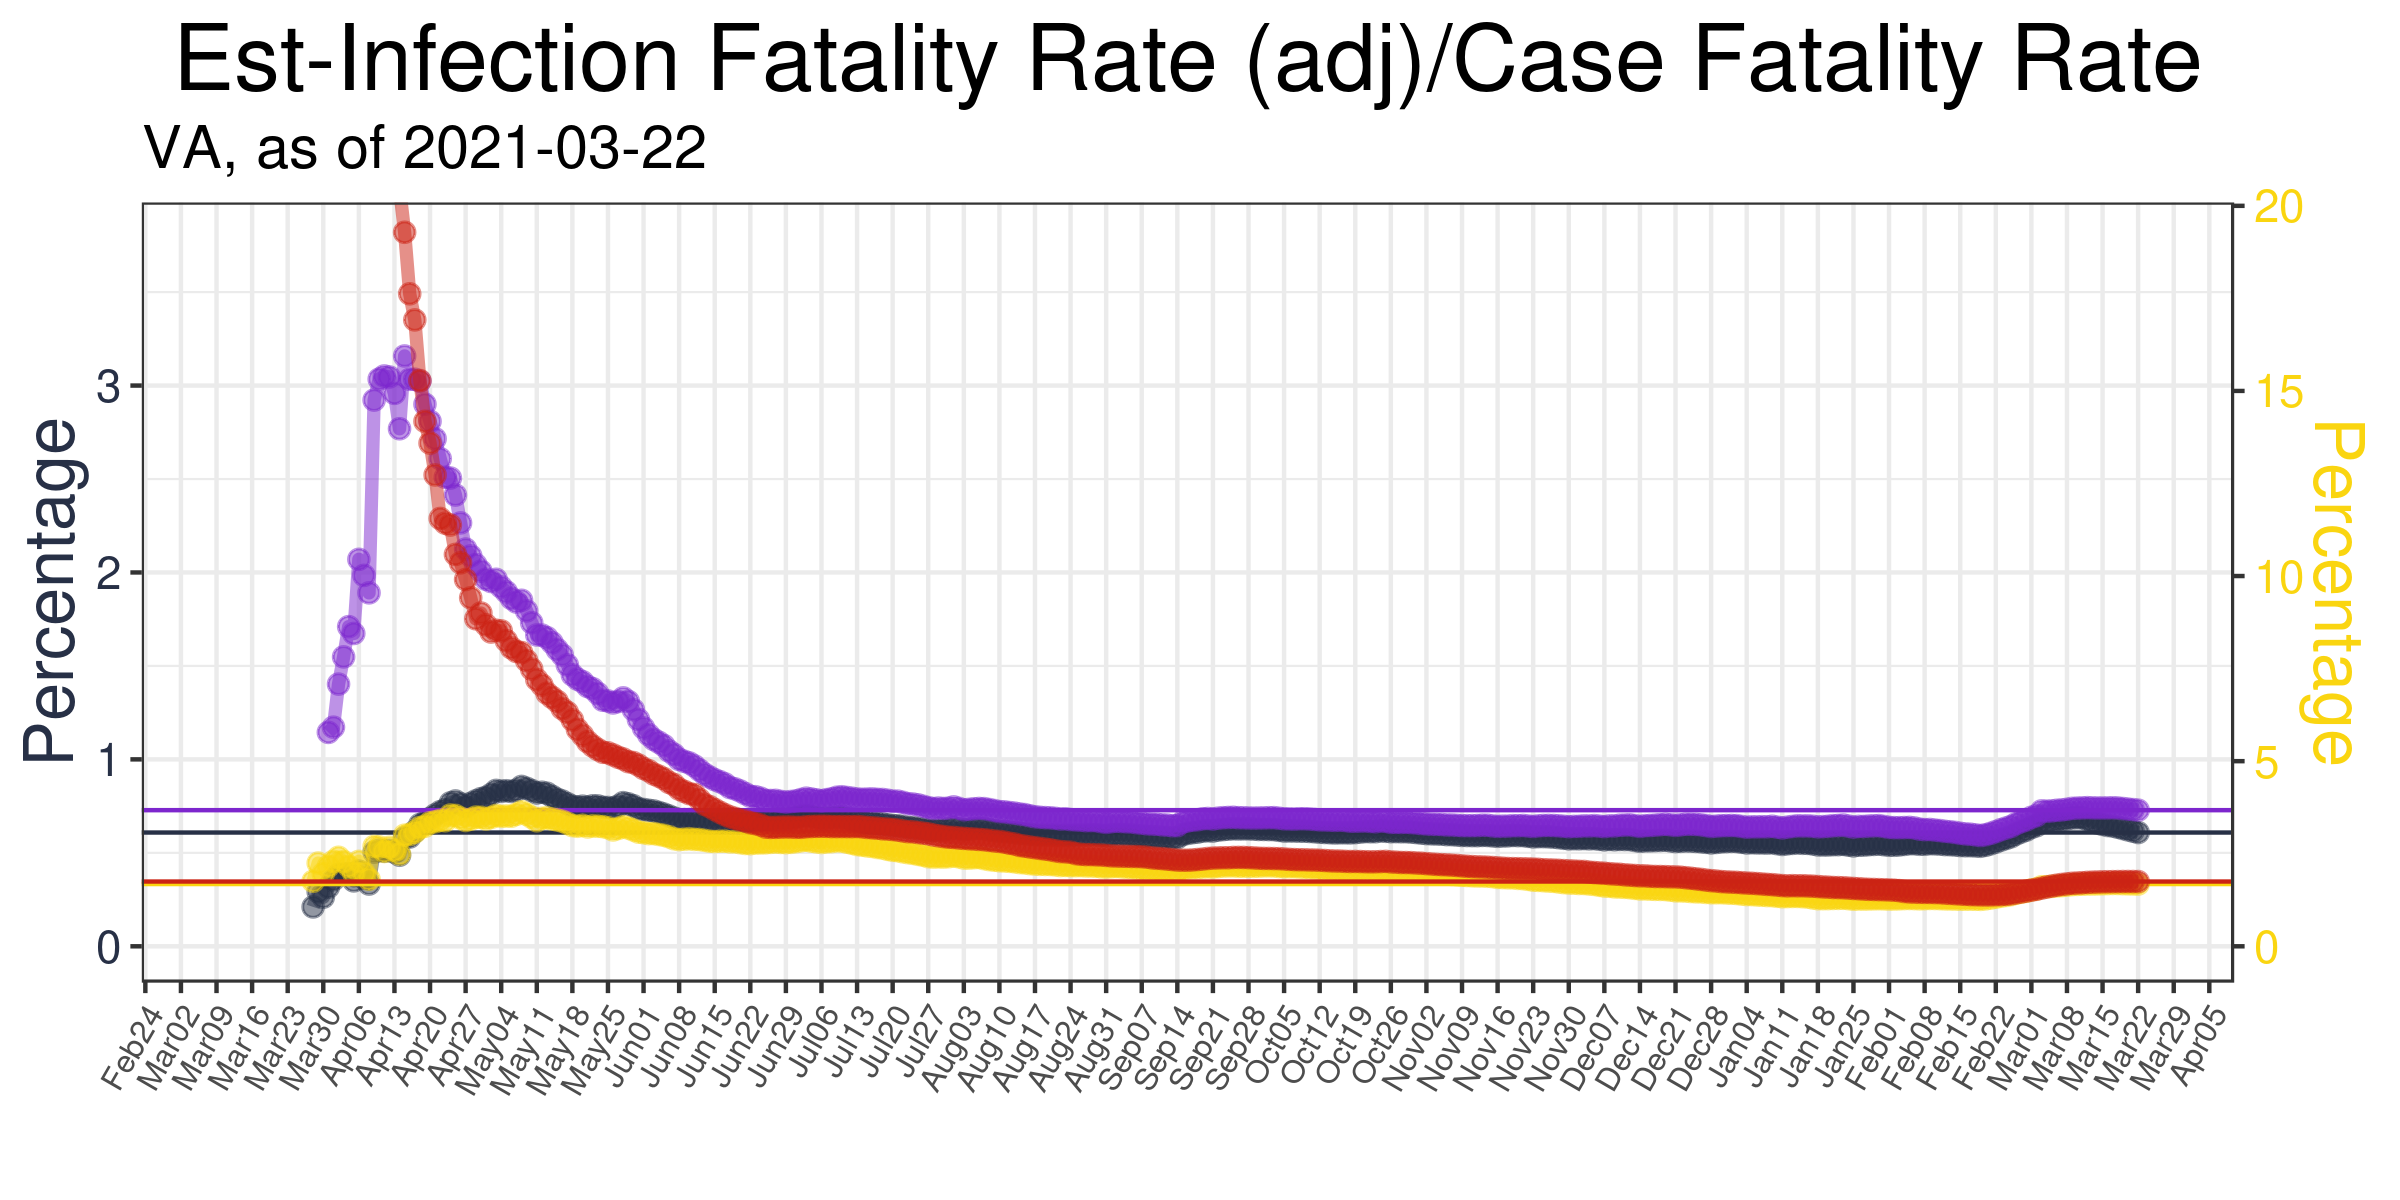 Est-Infection Fatality Rate (adj)/Case Fatality Rate
VA, as of 2021-03-22
Percentage
3
2
1
0
20
15
10
5
0
Percentage
Feb24
Mar02
Mar09
Mar16
Mar23
Mar30
Apr06
Apr13
Apr20
Apr27
May04
May11
May18
May25
Jun01
Jun08
Jun15
Jun22
Jun29
Jul06
Jul13
Jul20
Jul27
Aug03
Aug10
Aug17
Aug24
Aug31
Sep07
Sep14
Sep21
Sep28
Oct05
Oct12
Oct19
Oct26
Nov02
Nov09
Nov16
Nov23
Nov30
Dec07
Dec14
Dec21
Dec28
Jan04
Jan11
Jan18
Jan25
Feb01
Feb08
Feb15
Feb22
Mar01
Mar08
Mar15
Mar22
Mar29
Apr05